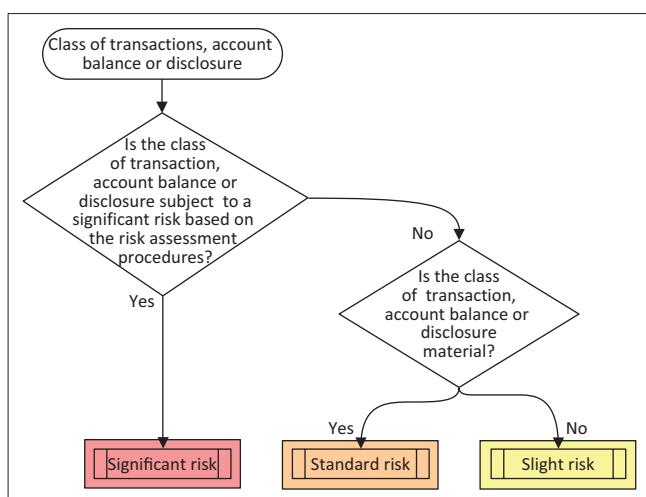 Class of transactions, account
balance or disclosure
Is the class
of transaction,
account balance or
disclosure subject to a
significant risk based on
the risk assessment
procedures?
No
Yes
Is the class
of transaction,
account balance or
disclosure
material?
Yes
No
Significant risk
Standard risk
Slight risk